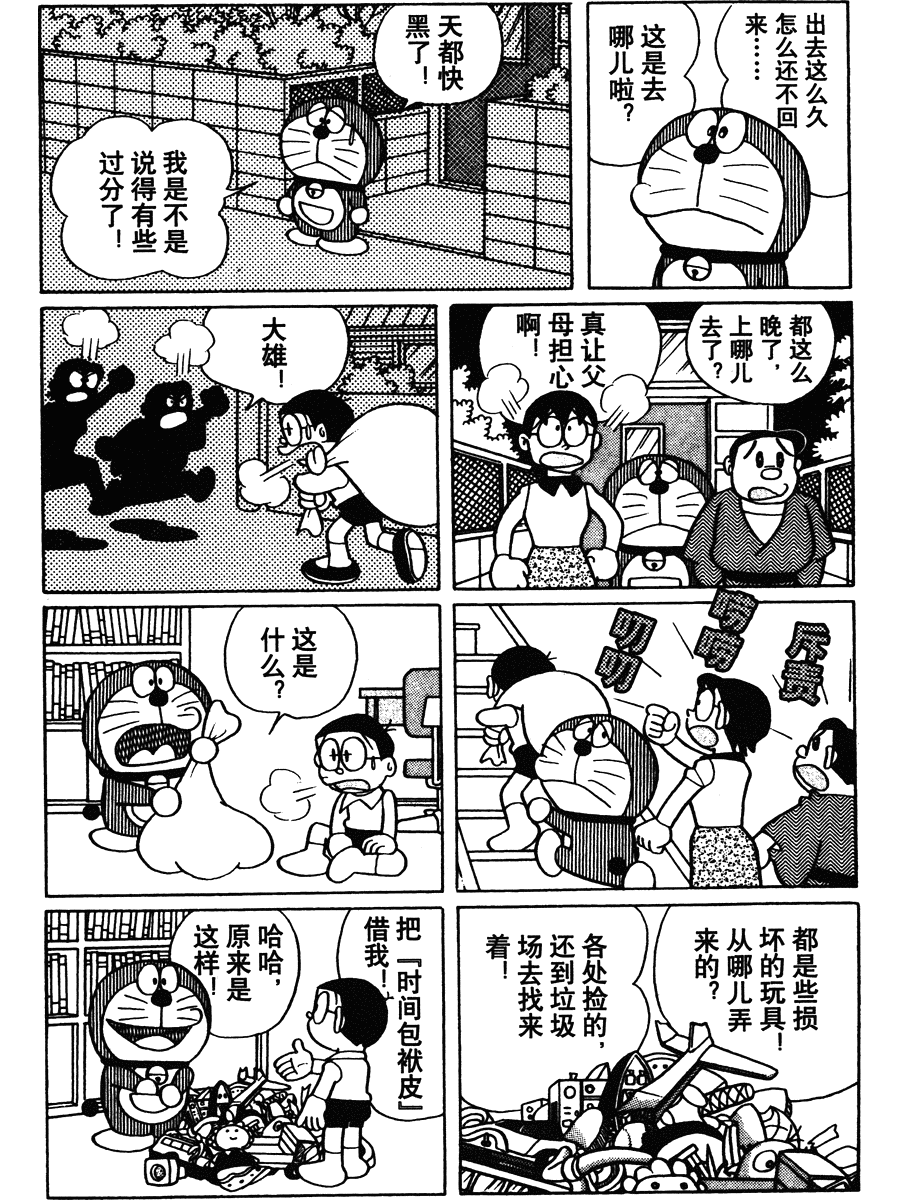 出去这么久
怎么还不回
来……
这是去
哪儿啦？
天都快
黑了！
我是不是
说得有些
过分了！
都这么
晚了，
上哪儿
去了？
真让父
母担心
啊！
大
雄！
斥责
唠唠
叨叨
这是
什么？
都是些损
坏的玩具！
从哪儿弄
来的？
各处捡的，
还到垃圾
场去找来
着！
把『时间包袱皮』
借我！
哈哈，
原来是
这样！